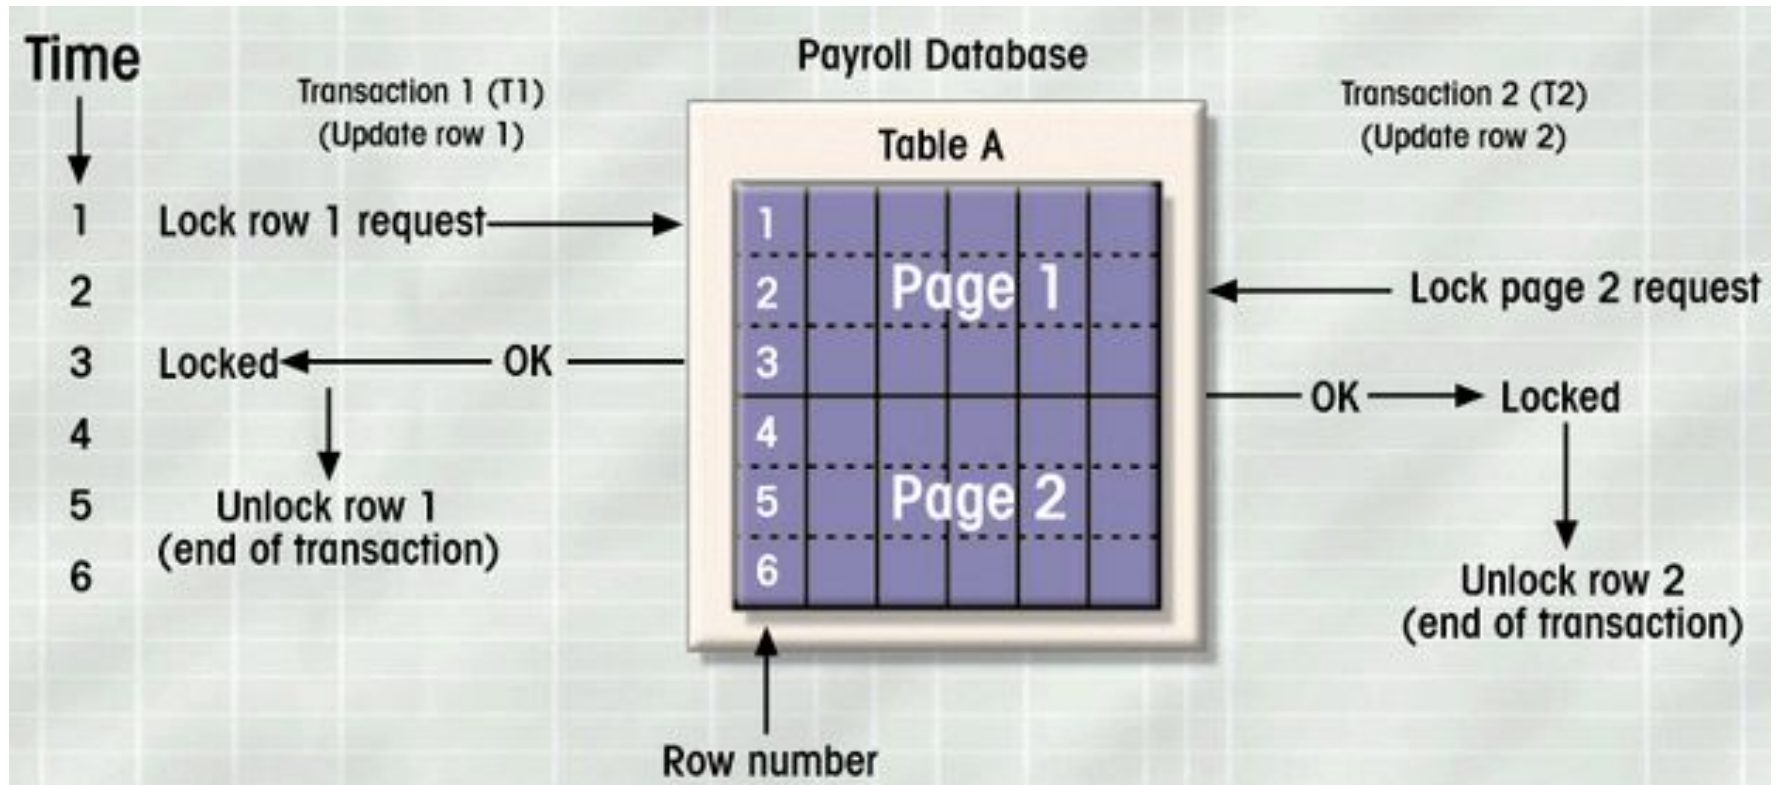 Time
Payroll Database
Transaction 1 (T1)
(Update row 1)
Transaction 2 (T2)
(Update row 2)
Table A
1
Lock row 1 request
1
2
2
Page 1
Lock page 2 request
3
Locked
OK
3
OK
Locked
4
4
5
Unlock row 1
(end of transaction)
5
Page 2
6
6
Unlock row 2
(end of transaction)
Row number